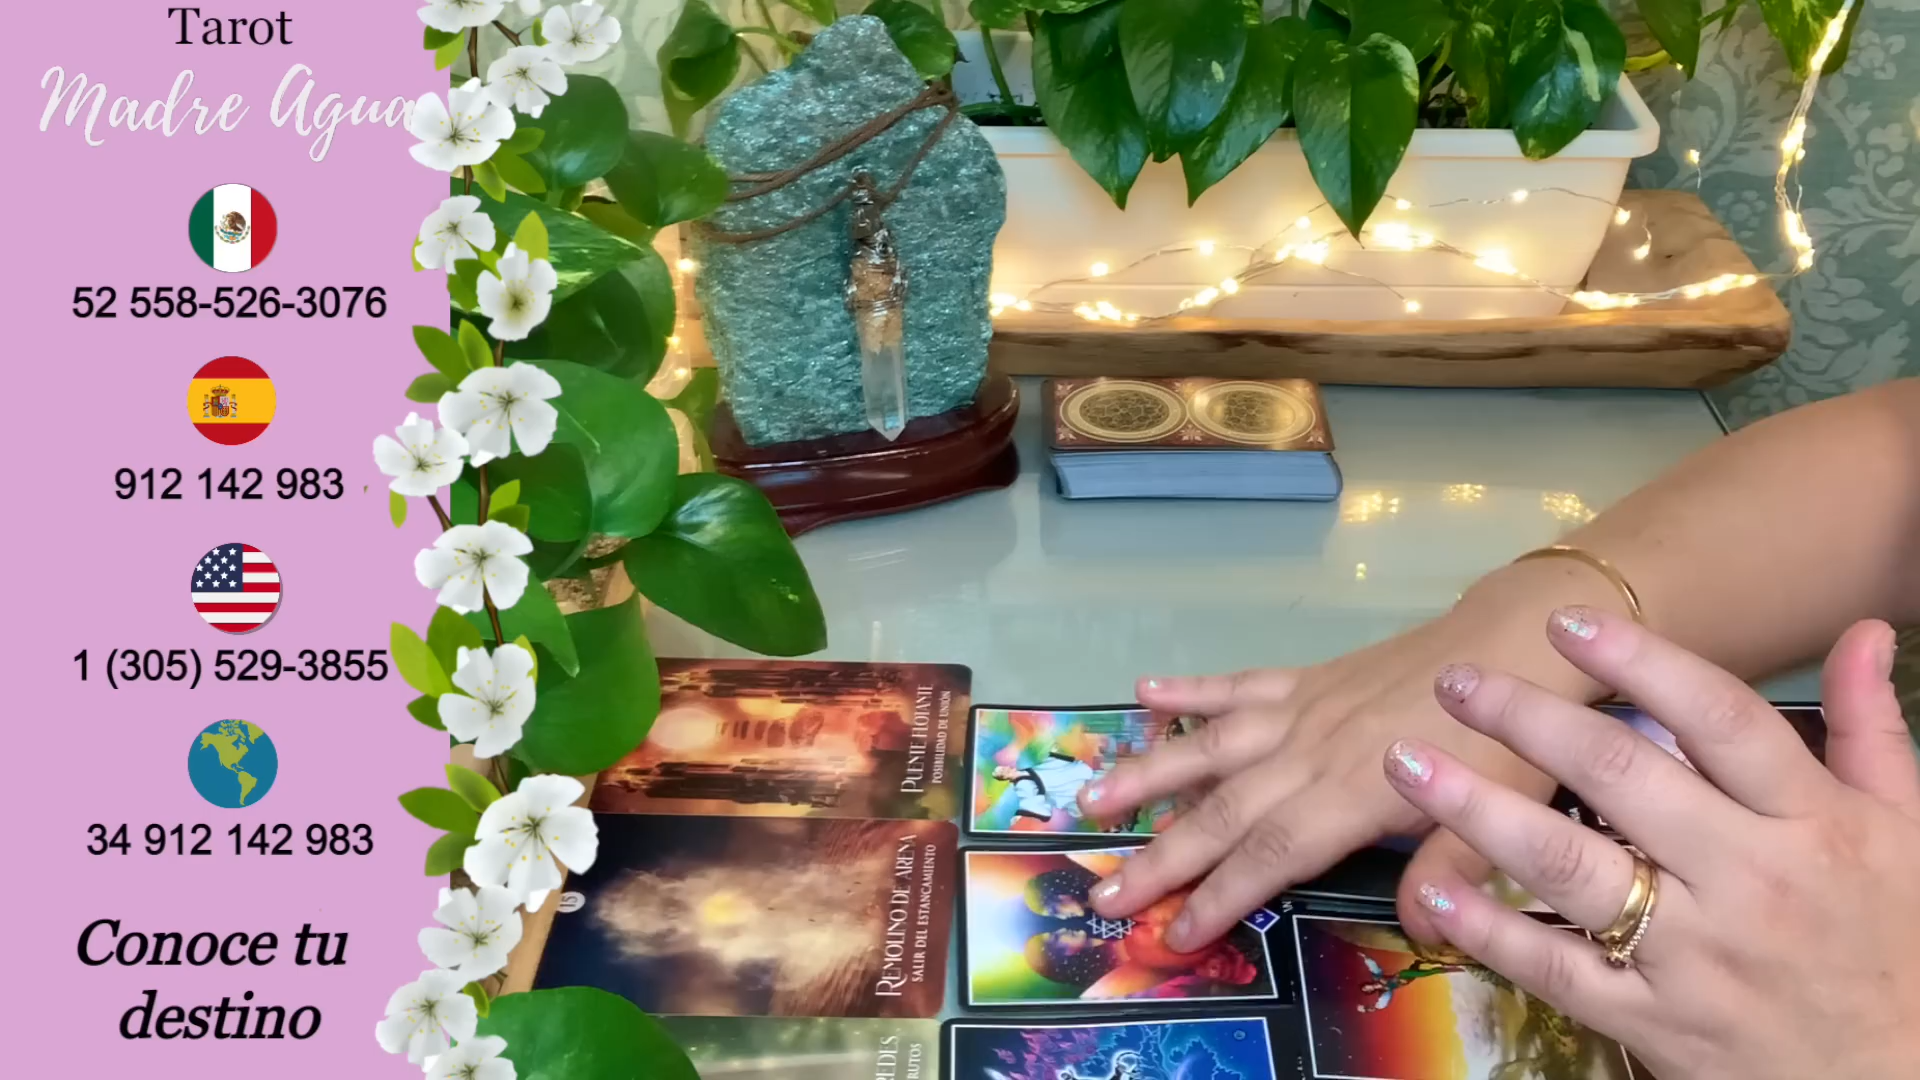 Tarot
Madre Agua
52 558-526-3076
912 142 983
1 (305) 529-3855
34 912 142 983
Conoce tu
destino
PUENTE FLOTANTE
POSIBILIDAD DE UNIÓN
15
REMOLINO DE ARENA
SALIR DEL ESTANCAMIENTO
VI